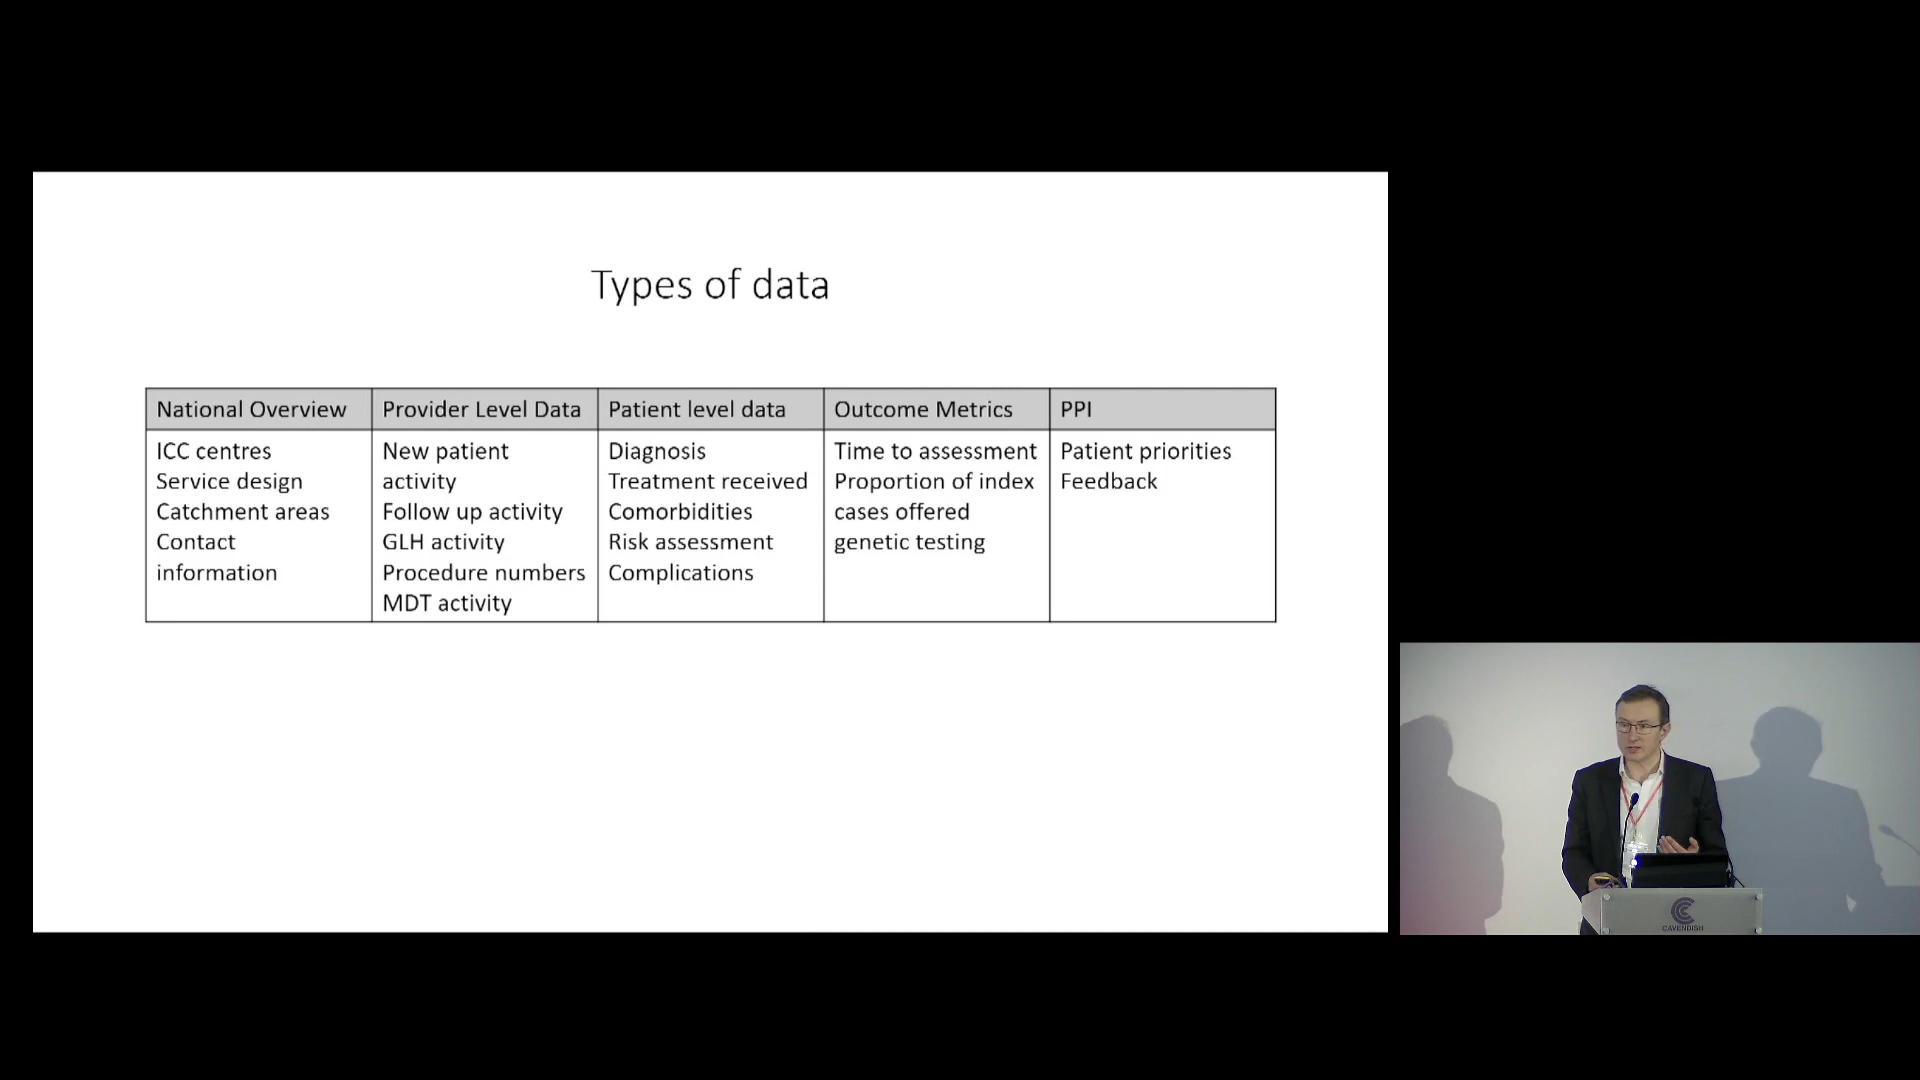 Types of data
National Overview
Provider Level Data
Patient level data
Outcome Metrics
PPI
ICC centres
Service design
Catchment areas
Contact
information
New patient
activity
Follow up activity
GLH activity
Procedure numbers
MDT activity
Diagnosis
Treatment received
Comorbidities
Risk assessment
Complications
Time to assessment
Proportion of index
cases offered
genetic testing
Patient priorities
Feedback
CAVENDISH